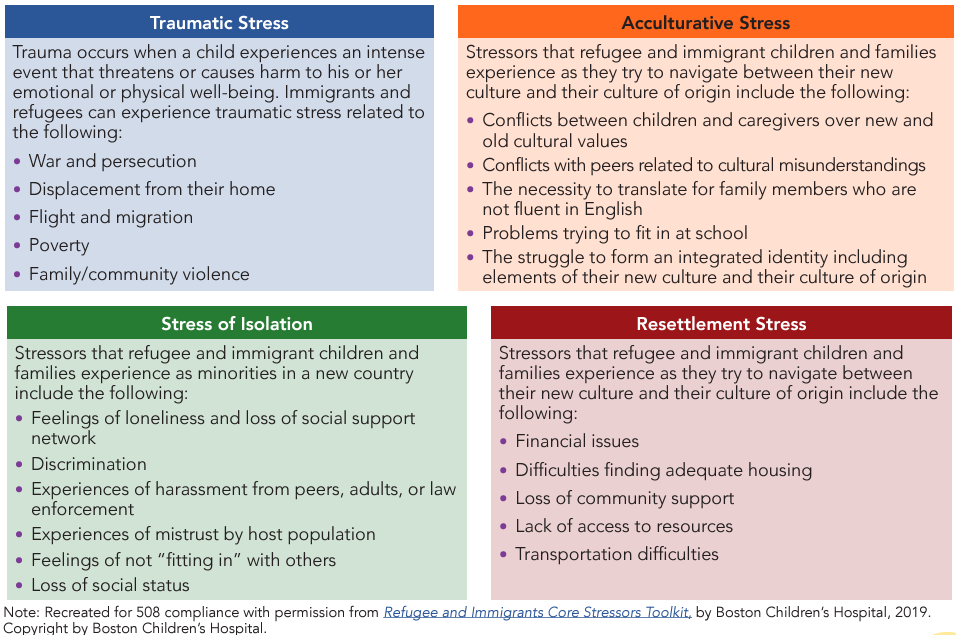 Traumatic Stress
Trauma occurs when a child experiences an intense
event that threatens or causes harm to his or her
emotional or physical well-being. Immigrants and
refugees can experience traumatic stress related to
the following:
• War and persecution
• Displacement from their home
• Flight and migration
• Poverty
• Family/community violence
Acculturative Stress
Stressors that refugee and immigrant children and families
experience as they try to navigate between their new
culture and their culture of origin include the following:
• Conflicts between children and caregivers over new and
old cultural values
• Conflicts with peers related to cultural misunderstandings
• The necessity to translate for family members who are
not fluent in English
• Problems trying to fit in at school
• The struggle to form an integrated identity including
elements of their new culture and their culture of origin
Stress of Isolation
Stressors that refugee and immigrant children and
families experience as minorities in a new country
include the following:
• Feelings of loneliness and loss of social support
network
• Discrimination
• Experiences of harassment from peers, adults, or law
enforcement
• Experiences of mistrust by host population
• Feelings of not “fitting in” with others
• Loss of social status
Resettlement Stress
Stressors that refugee and immigrant children and
families experience as they try to navigate between
their new culture and their culture of origin include the
following:
• Financial issues
• Difficulties finding adequate housing
• Loss of community support
• Lack of access to resources
• Transportation difficulties
Note: Recreated for 508 compliance with permission from Refugee and Immigrants Core Stressors Toolkit, by Boston Children’s Hospital, 2019.
Copyright by Boston Children’s Hospital.